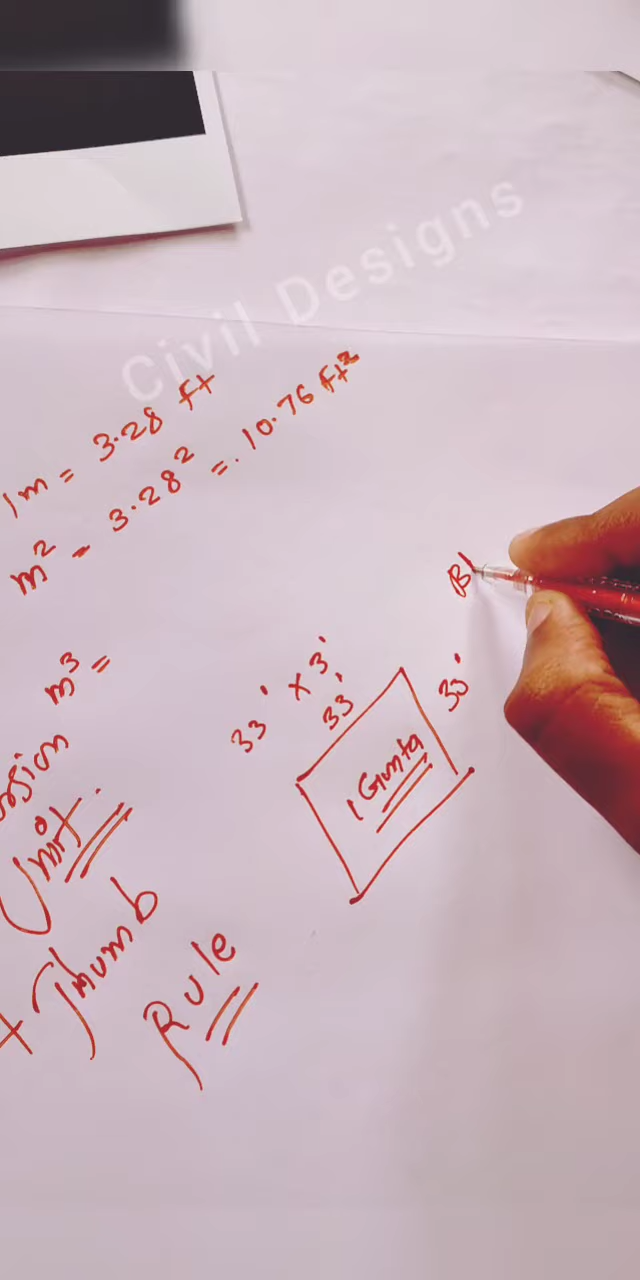 Civil Designs
1m = 3.28 ft
m² = 3.28² = 10.76 ft²
m³ =
Unit.
+ Thumb
Rule
33' × 3
33'
33'
1 Gunta
B